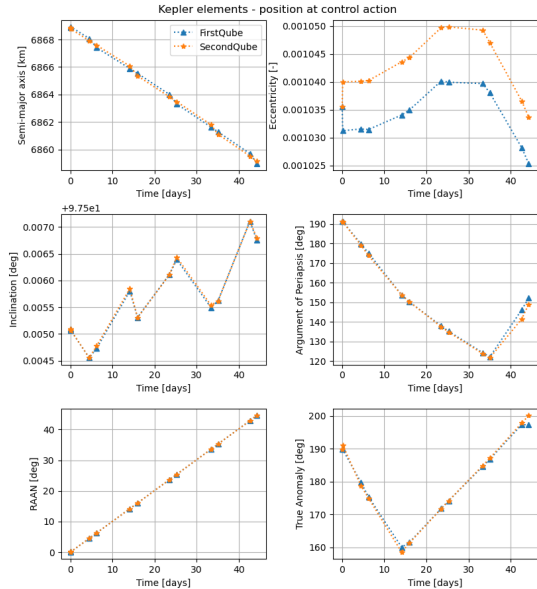 Kepler elements - position at control action
Semi-major axis [km]
6868
6866
6864
6862
6860
FirstQube
SecondQube
0 10 20 30 40
Time [days]
Eccentricity [-]
0.001050
0.001045
0.001040
0.001035
0.001030
0.001025
0 10 20 30 40
Time [days]
+9.75e1
Inclination [deg]
0.0070
0.0065
0.0060
0.0055
0.0050
0.0045
0 10 20 30 40
Time [days]
Argument of Periapsis [deg]
190
180
170
160
150
140
130
120
0 10 20 30 40
Time [days]
RAAN [deg]
40
30
20
10
0
0 10 20 30 40
Time [days]
True Anomaly [deg]
200
190
180
170
160
0 10 20 30 40
Time [days]